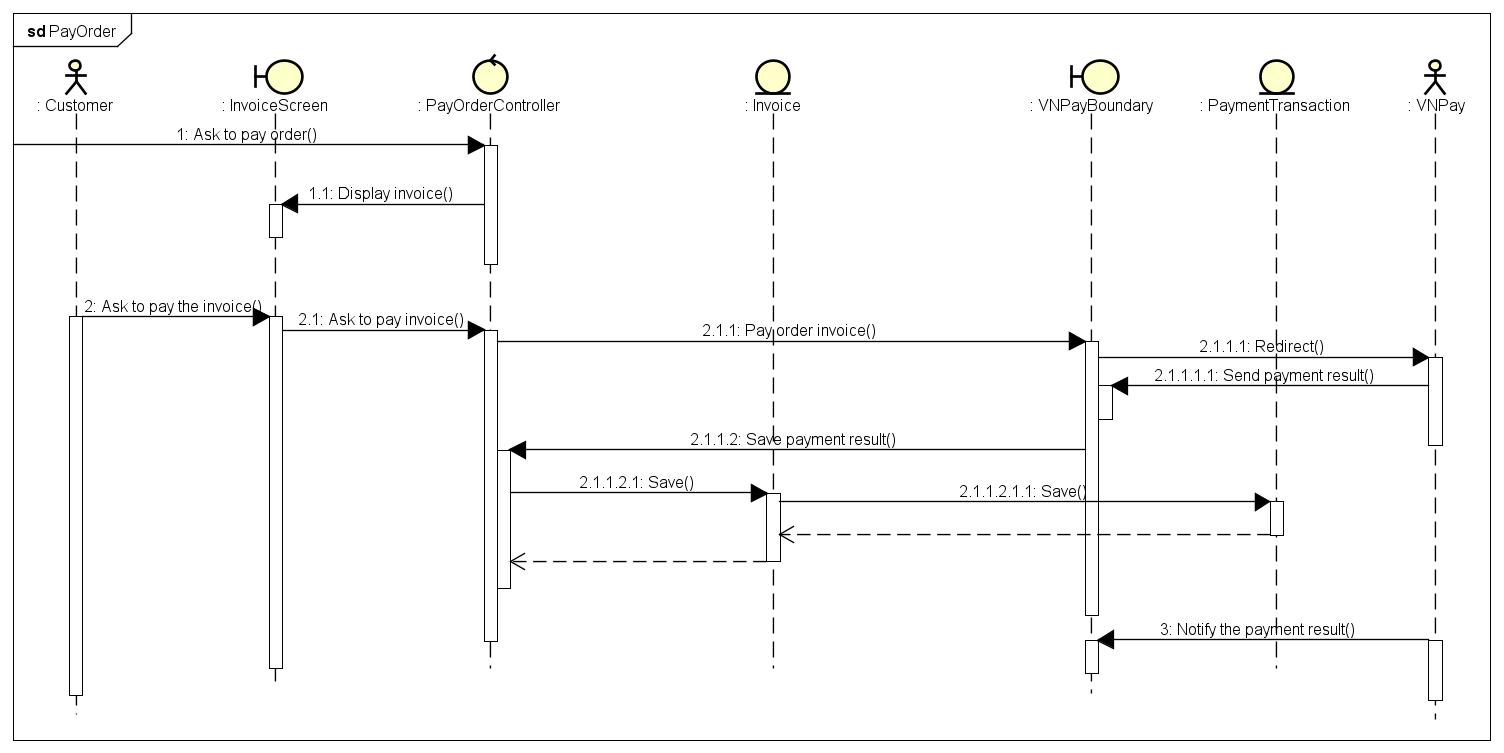 sd PayOrder
: Customer
: InvoiceScreen
: PayOrderController
: Invoice
: VNPayBoundary
: PaymentTransaction
: VNPay
1: Ask to pay order()
1.1: Display invoice()
2: Ask to pay the invoice()
2.1: Ask to pay invoice()
2.1.1: Pay order invoice()
2.1.1.1: Redirect()
2.1.1.1.1: Send payment result()
2.1.1.2: Save payment result()
2.1.1.2.1: Save()
2.1.1.2.1.1: Save()
3: Notify the payment result()